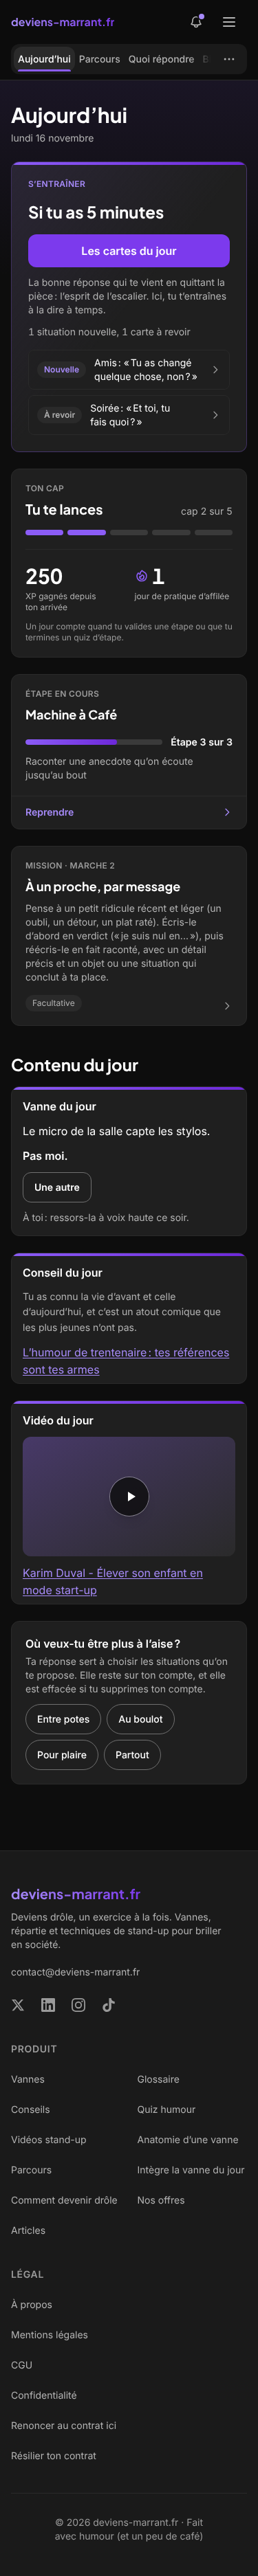 deviens-marrant.fr
Aujourd’hui Parcours Quoi répondre
Aujourd’hui
lundi 16 novembre
S’ENTRAÎNER
Si tu as 5 minutes
Les cartes du jour
La bonne réponse qui te vient en quittant la
pièce : l’esprit de l’escalier. Ici, tu t’entraînes
à la dire à temps.
1 situation nouvelle, 1 carte à revoir
Nouvelle
Amis : « Tu as changé
quelque chose, non ? »
À revoir
Soirée : « Et toi, tu
fais quoi ? »
TON CAP
Tu te lances
cap 2 sur 5
250
XP gagnés depuis
ton arrivée
1
jour de pratique d’affilée
Un jour compte quand tu valides une étape ou que tu
termines un quiz d’étape.
ÉTAPE EN COURS
Machine à Café
Étape 3 sur 3
Raconter une anecdote qu’on écoute
jusqu’au bout
Reprendre
MISSION · MARCHE 2
À un proche, par message
Pense à un petit ridicule récent et léger (un
oubli, un détour, un plat raté). Écris-le
d’abord en verdict (« je suis nul en... »), puis
réécris-le en fait raconté, avec un détail
précis et un objet ou une situation qui
conclut à ta place.
Facultative
Contenu du jour
Vanne du jour
Le micro de la salle capte les stylos.
Pas moi.
Une autre
À toi : ressors-la à voix haute ce soir.
Conseil du jour
Tu as connu la vie d’avant et celle
d’aujourd’hui, et c’est un atout comique que
les plus jeunes n’ont pas.
L’humour de trentenaire : tes références
sont tes armes
Vidéo du jour
Karim Duval - Élever son enfant en
mode start-up
Où veux-tu être plus à l’aise ?
Ta réponse sert à choisir les situations qu’on
te propose. Elle reste sur ton compte, et elle
est effacée si tu supprimes ton compte.
Entre potes
Au boulot
Pour plaire
Partout
deviens-marrant.fr
Deviens drôle, un exercice à la fois. Vannes,
répartie et techniques de stand-up pour briller
en société.
contact@deviens-marrant.fr
PRODUIT
Vannes
Glossaire
Conseils
Quiz humour
Vidéos stand-up
Anatomie d’une vanne
Parcours
Intègre la vanne du jour
Comment devenir drôle
Nos offres
Articles
LÉGAL
À propos
Mentions légales
CGU
Confidentialité
Renoncer au contrat ici
Résilier ton contrat
© 2026 deviens-marrant.fr · Fait
avec humour (et un peu de café)